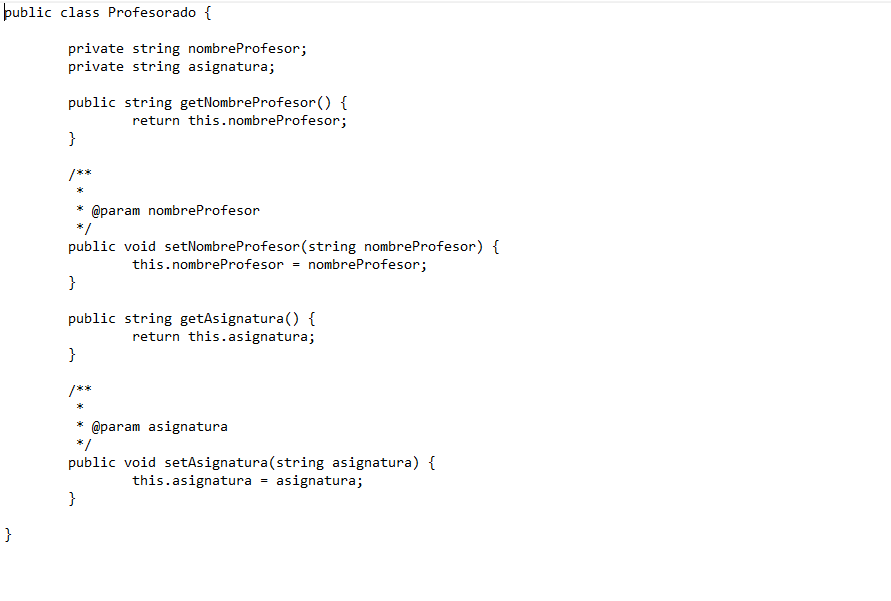 public class Profesorado {
private string nombreProfesor;
private string asignatura;
public string getNombreProfesor() {
return this.nombreProfesor;
}
/**
*
* @param nombreProfesor
*/
public void setNombreProfesor(string nombreProfesor) {
this.nombreProfesor = nombreProfesor;
}
public string getAsignatura() {
return this.asignatura;
}
/**
*
* @param asignatura
*/
public void setAsignatura(string asignatura) {
this.asignatura = asignatura;
}
}